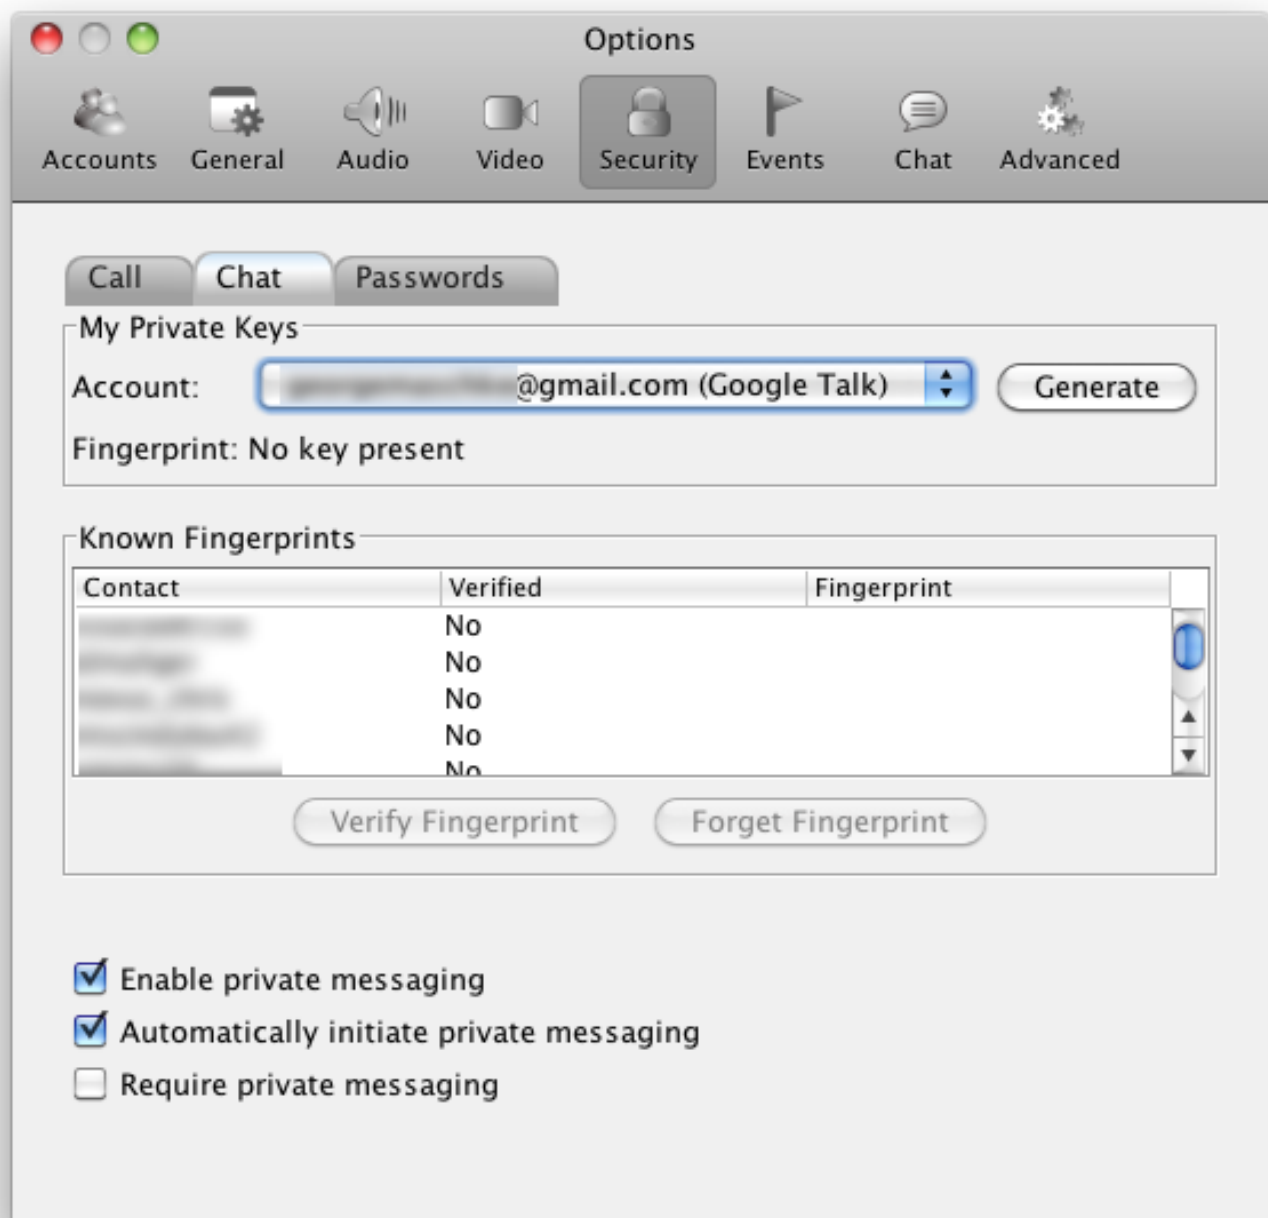 Options
Accounts General Audio Video Security Events Chat Advanced
Call Chat Passwords
My Private Keys
Account: @gmail.com (Google Talk) Generate
Fingerprint: No key present
Known Fingerprints
Contact Verified Fingerprint
No
No
No
No
No
Verify Fingerprint Forget Fingerprint
Enable private messaging
Automatically initiate private messaging
Require private messaging